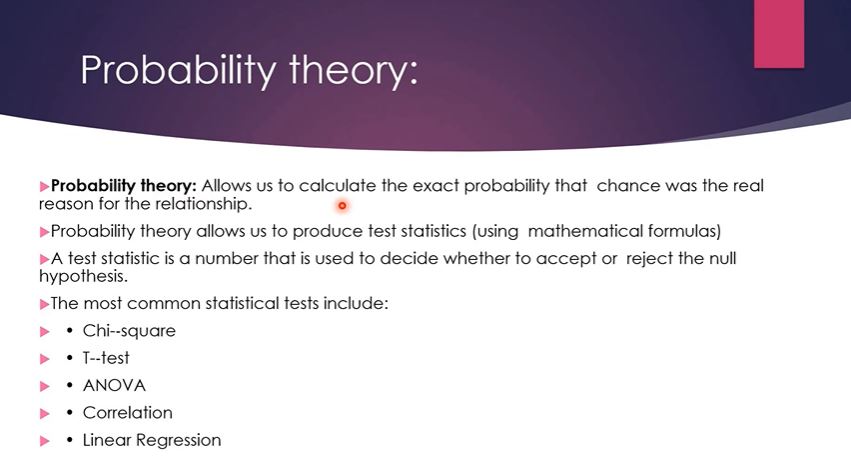 Probability theory:
Probability theory: Allows us to calculate the exact probability that chance was the real
reason for the relationship.
Probability theory allows us to produce test statistics (using mathematical formulas)
A test statistic is a number that is used to decide whether to accept or reject the null
hypothesis.
The most common statistical tests include:
• Chi--square
• T--test
• ANOVA
• Correlation
• Linear Regression